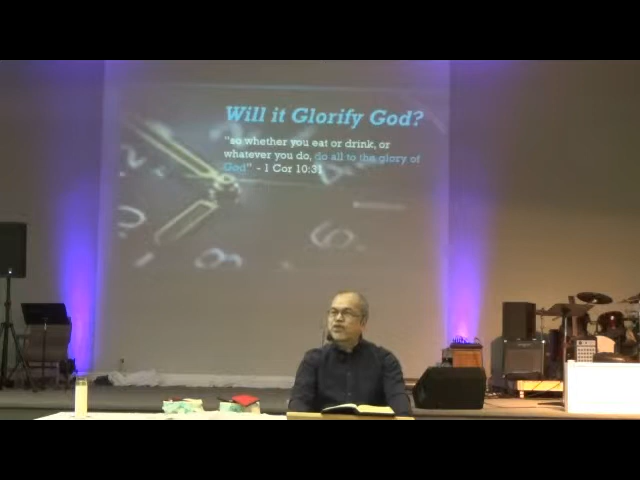 Will it Glorify God?
"so whether you eat or drink, or
whatever you do, do all to the glory of
God" - 1 Cor 10:31
6